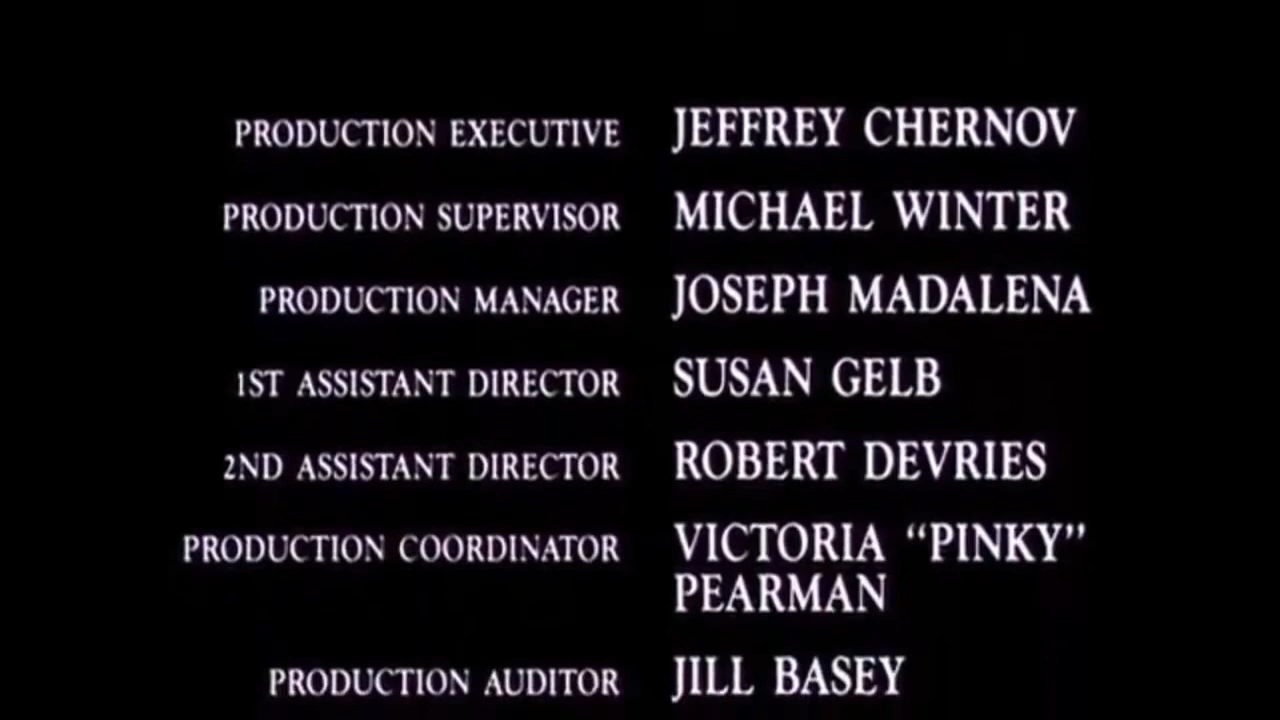 PRODUCTION EXECUTIVE JEFFREY CHERNOV
PRODUCTION SUPERVISOR MICHAEL WINTER
PRODUCTION MANAGER JOSEPH MADALENA
1ST ASSISTANT DIRECTOR SUSAN GELB
2ND ASSISTANT DIRECTOR ROBERT DEVRIES
PRODUCTION COORDINATOR VICTORIA “PINKY”
PEARMAN
PRODUCTION AUDITOR JILL BASEY